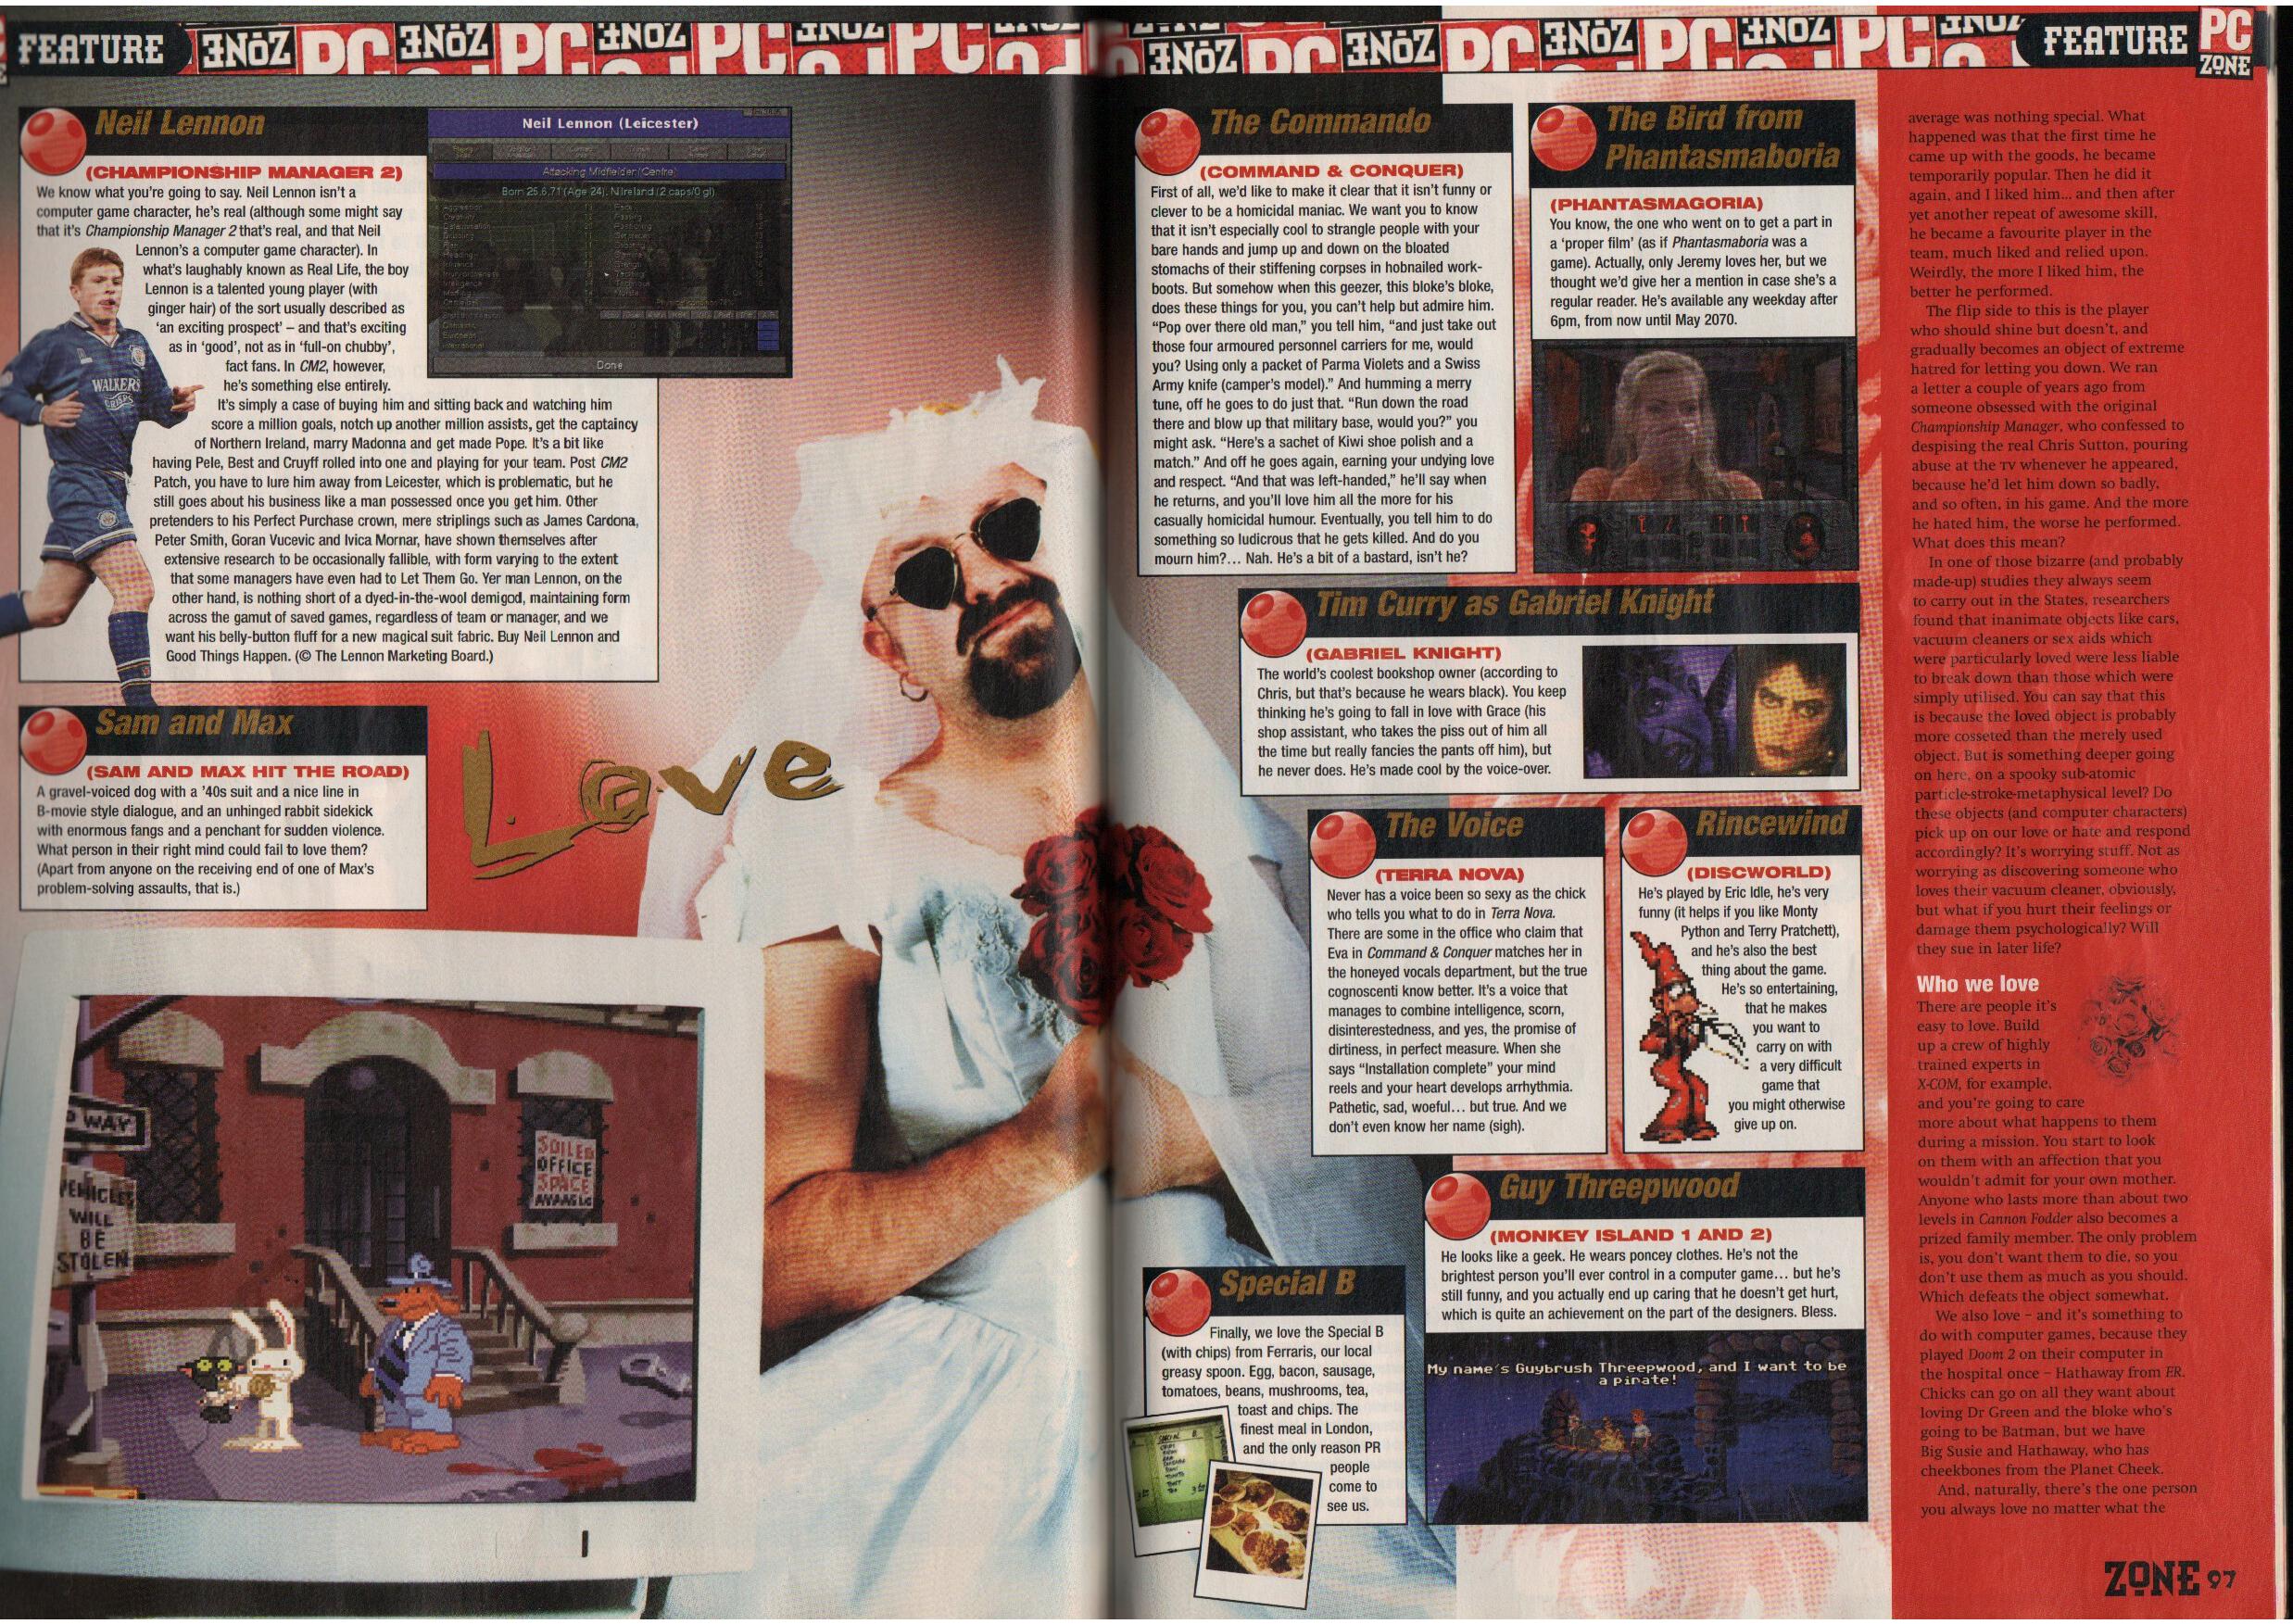 FEATURE
FEATURE
PC
ZONE
Neil Lennon
(CHAMPIONSHIP MANAGER 2)
We know what you're going to say. Neil Lennon isn't a
computer game character, he's real (although some might say
that it's Championship Manager 2 that's real, and that Neil
Lennon's a computer game character). In
what's laughably known as Real Life, the boy
Lennon is a talented young player (with
ginger hair) of the sort usually described as
'an exciting prospect' – and that's exciting
as in 'good', not as in 'full-on chubby',
fact fans. In CM2, however,
he's something else entirely.
It's simply a case of buying him and sitting back and watching him
score a million goals, notch up another million assists, get the captaincy
of Northern Ireland, marry Madonna and get made Pope. It's a bit like
having Pele, Best and Cruyff rolled into one and playing for your team. Post CM2
Patch, you have to lure him away from Leicester, which is problematic, but he
still goes about his business like a man possessed once you get him. Other
pretenders to his Perfect Purchase crown, mere striplings such as James Cardona,
Peter Smith, Goran Vucevic and Ivica Mornar, have shown themselves after
extensive research to be occasionally fallible, with form varying to the extent
that some managers have even had to Let Them Go. Yer man Lennon, on the
other hand, is nothing short of a dyed-in-the-wool demigod, maintaining form
across the gamut of saved games, regardless of team or manager, and we
want his belly-button fluff for a new magical suit fabric. Buy Neil Lennon and
Good Things Happen. (© The Lennon Marketing Board.)
WALKERS
CRISPS
Neil Lennon (Leicester)
Attacking Midfielder (Centre)
Born 25.6.71 (Age 24). N.Ireland (2 caps/0 gl).
Done
Sam and Max
(SAM AND MAX HIT THE ROAD)
A gravel-voiced dog with a '40s suit and a nice line in
B-movie style dialogue, and an unhinged rabbit sidekick
with enormous fangs and a penchant for sudden violence.
What person in their right mind could fail to love them?
(Apart from anyone on the receiving end of one of Max's
problem-solving assaults, that is.)
Love
WAY
VEHICLES
WILL
BE
STOLEN
SOILED
OFFICE
SPACE
The Commando
(COMMAND & CONQUER)
First of all, we'd like to make it clear that it isn't funny or
clever to be a homicidal maniac. We want you to know
that it isn't especially cool to strangle people with your
bare hands and jump up and down on the bloated
stomachs of their stiffening corpses in hobnailed work-
boots. But somehow when this geezer, this bloke's bloke,
does these things for you, you can't help but admire him.
"Pop over there old man," you tell him, "and just take out
those four armoured personnel carriers for me, would
you? Using only a packet of Parma Violets and a Swiss
Army knife (camper's model)." And humming a merry
tune, off he goes to do just that. "Run down the road
there and blow up that military base, would you?" you
might ask. "Here's a sachet of Kiwi shoe polish and a
match." And off he goes again, earning your undying love
and respect. "And that was left-handed," he'll say when
he returns, and you'll love him all the more for his
casually homicidal humour. Eventually, you tell him to do
something so ludicrous that he gets killed. And do you
mourn him?... Nah. He's a bit of a bastard, isn't he?
The Bird from
Phantasmaboria
(PHANTASMAGORIA)
You know, the one who went on to get a part in
a 'proper film' (as if Phantasmaboria was a
game). Actually, only Jeremy loves her, but we
thought we'd give her a mention in case she's a
regular reader. He's available any weekday after
6pm, from now until May 2070.
Tim Curry as Gabriel Knight
(GABRIEL KNIGHT)
The world's coolest bookshop owner (according to
Chris, but that's because he wears black). You keep
thinking he's going to fall in love with Grace (his
shop assistant, who takes the piss out of him all
the time but really fancies the pants off him), but
he never does. He's made cool by the voice-over.
The Voice
(TERRA NOVA)
Never has a voice been so sexy as the chick
who tells you what to do in Terra Nova.
There are some in the office who claim that
Eva in Command & Conquer matches her in
the honeyed vocals department, but the true
cognoscenti know better. It's a voice that
manages to combine intelligence, scorn,
disinterestedness, and yes, the promise of
dirtiness, in perfect measure. When she
says "Installation complete" your mind
reels and your heart develops arrhythmia.
Pathetic, sad, woeful... but true. And we
don't even know her name (sigh).
Rincewind
(DISCWORLD)
He's played by Eric Idle, he's very
funny (it helps if you like Monty
Python and Terry Pratchett),
and he's also the best
thing about the game.
He's so entertaining,
that he makes
you want to
carry on with
a very difficult
game that
you might otherwise
give up on.
Guy Threepwood
(MONKEY ISLAND 1 AND 2)
He looks like a geek. He wears poncey clothes. He's not the
brightest person you'll ever control in a computer game... but he's
still funny, and you actually end up caring that he doesn't get hurt,
which is quite an achievement on the part of the designers. Bless.
My name's Guybrush Threepwood, and I want to be
a pirate!
Special B
Finally, we love the Special B
(with chips) from Ferraris, our local
greasy spoon. Egg, bacon, sausage,
tomatoes, beans, mushrooms, tea,
toast and chips. The
finest meal in London,
and the only reason PR
people
come to
see us.
average was nothing special. What
happened was that the first time he
came up with the goods, he became
temporarily popular. Then he did it
again, and I liked him... and then after
yet another repeat of awesome skill,
he became a favourite player in the
team, much liked and relied upon.
Weirdly, the more I liked him, the
better he performed.
The flip side to this is the player
who should shine but doesn't, and
gradually becomes an object of extreme
hatred for letting you down. We ran
a letter a couple of years ago from
someone obsessed with the original
Championship Manager, who confessed to
despising the real Chris Sutton, pouring
abuse at the TV whenever he appeared,
because he'd let him down so badly,
and so often, in his game. And the more
he hated him, the worse he performed.
What does this mean?
In one of those bizarre (and probably
made-up) studies they always seem
to carry out in the States, researchers
found that inanimate objects like cars,
vacuum cleaners or sex aids which
were particularly loved were less liable
to break down than those which were
simply utilised. You can say that this
is because the loved object is probably
more cosseted than the merely used
object. But is something deeper going
on here, on a spooky sub-atomic
particle-stroke-metaphysical level? Do
these objects (and computer characters)
pick up on our love or hate and respond
accordingly? It's worrying stuff. Not as
worrying as discovering someone who
loves their vacuum cleaner, obviously,
but what if you hurt their feelings or
damage them psychologically? Will
they sue in later life?
Who we love
There are people it's
easy to love. Build
up a crew of highly
trained experts in
X-COM, for example,
and you're going to care
more about what happens to them
during a mission. You start to look
on them with an affection that you
wouldn't admit for your own mother.
Anyone who lasts more than about two
levels in Cannon Fodder also becomes a
prized family member. The only problem
is, you don't want them to die, so you
don't use them as much as you should.
Which defeats the object somewhat.
We also love – and it's something to
do with computer games, because they
played Doom 2 on their computer in
the hospital once – Hathaway from ER.
Chicks can go on all they want about
loving Dr Green and the bloke who's
going to be Batman, but we have
Big Susie and Hathaway, who has
cheekbones from the Planet Cheek.
And, naturally, there's the one person
you always love no matter what the
ZONE 97